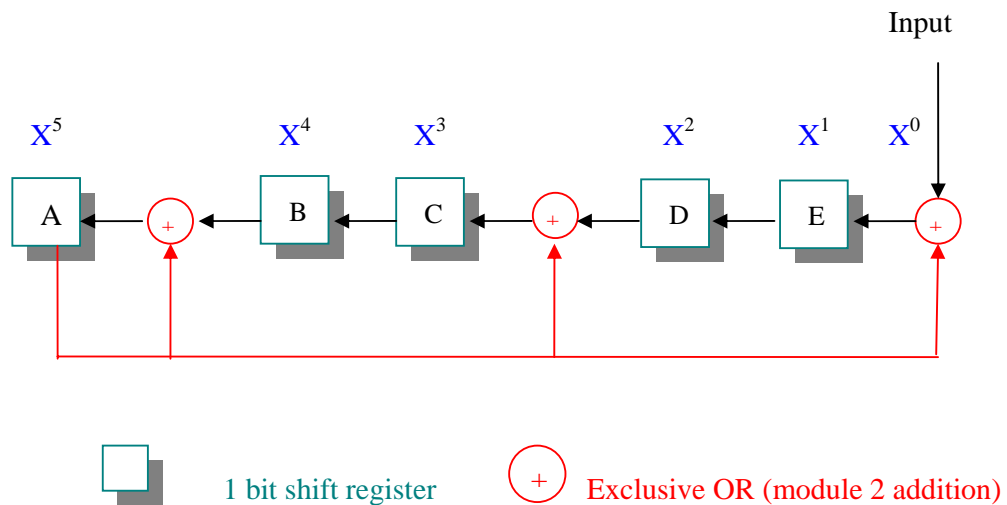 Input
X⁵ X⁴ X³ X² X¹ X⁰
A + B C + D E +
1 bit shift register + Exclusive OR (module 2 addition)